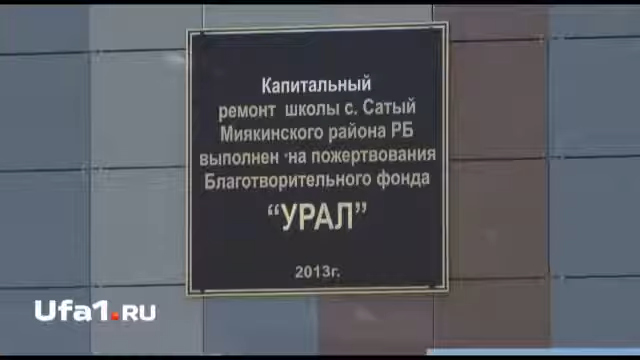 Капитальный
ремонт школы с. Сатый
Миякинского района РБ
выполнен на пожертвования
Благотворительного фонда
"УРАЛ"
2013г.
Ufa1.RU